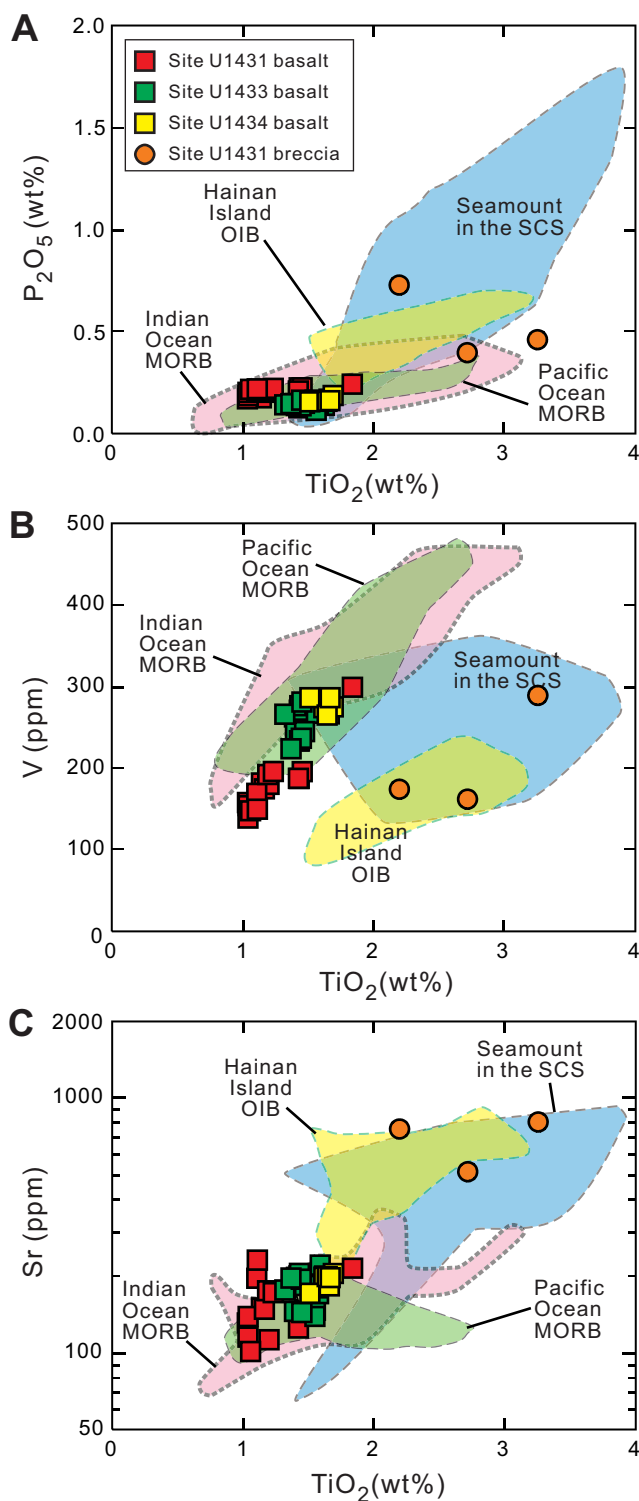 A
2.0
1.5
1.0
0.5
0.0
P₂O₅ (wt%)
Site U1431 basalt
Site U1433 basalt
Site U1434 basalt
Site U1431 breccia
Hainan
Island
OIB
Seamount
in the SCS
Indian
Ocean
MORB
Pacific
Ocean
MORB
0 1 2 3 4
TiO₂(wt%)
B
500
400
300
200
100
0
V (ppm)
Pacific
Ocean
MORB
Indian
Ocean
MORB
Seamount
in the SCS
Hainan
Island
OIB
0 1 2 3 4
TiO₂(wt%)
C
2000
1000
100
50
Sr (ppm)
Hainan
Island
OIB
Seamount
in the SCS
Indian
Ocean
MORB
Pacific
Ocean
MORB
0 1 2 3 4
TiO₂(wt%)